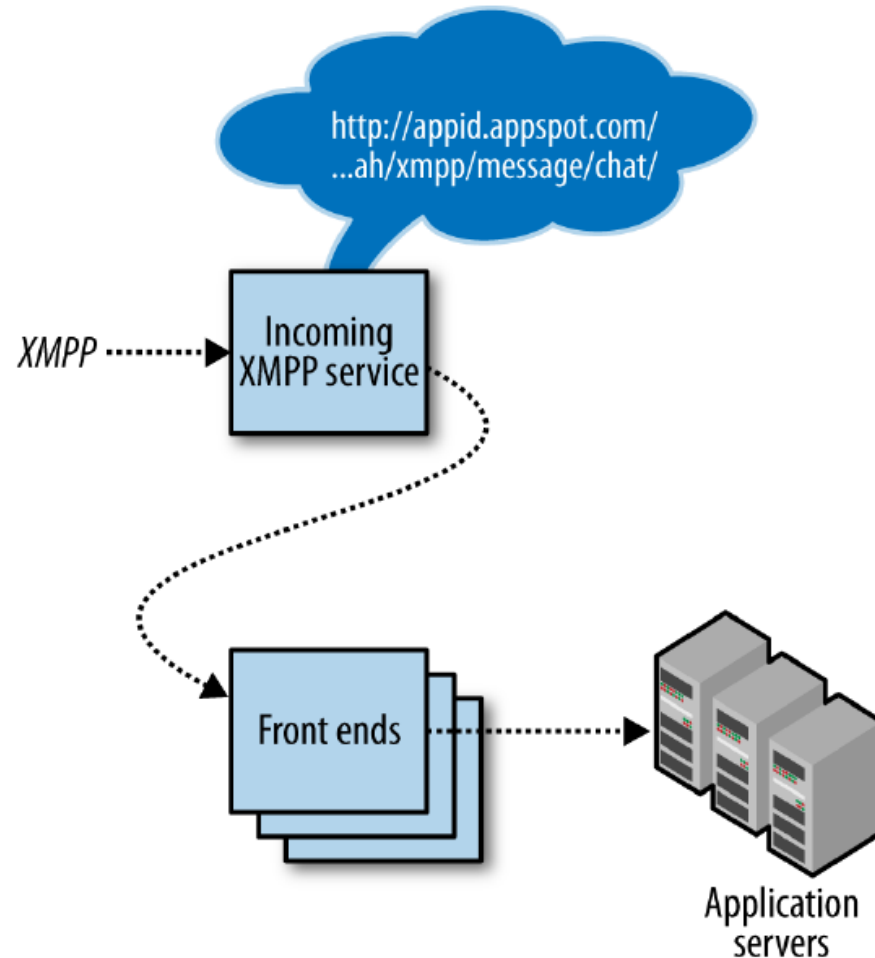 http://appid.appspot.com/
...ah/xmpp/message/chat/
XMPP
Incoming
XMPP service
Front ends
Application
servers